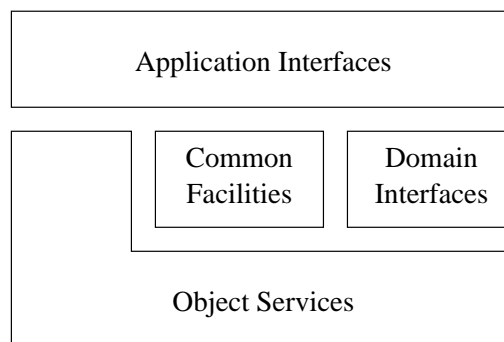 Application Interfaces
Common
Facilities
Domain
Interfaces
Object Services